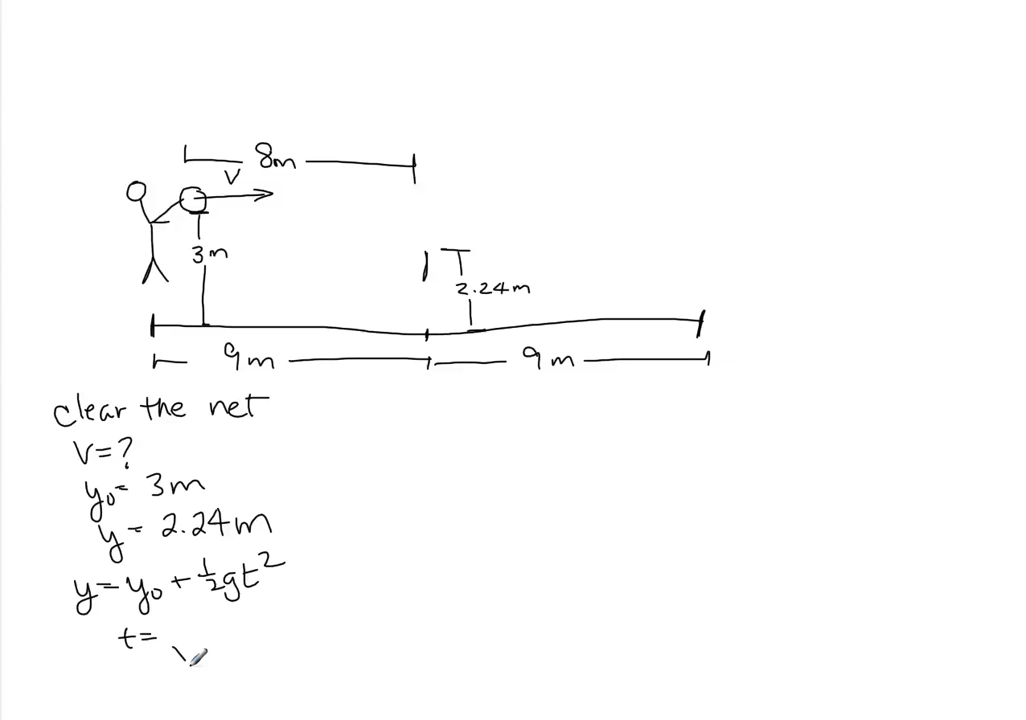 8m
V
3m
2.24m
9m 9m
clear the net
V=?
y₀= 3m
y= 2.24m
y=y₀+½gt²
t=